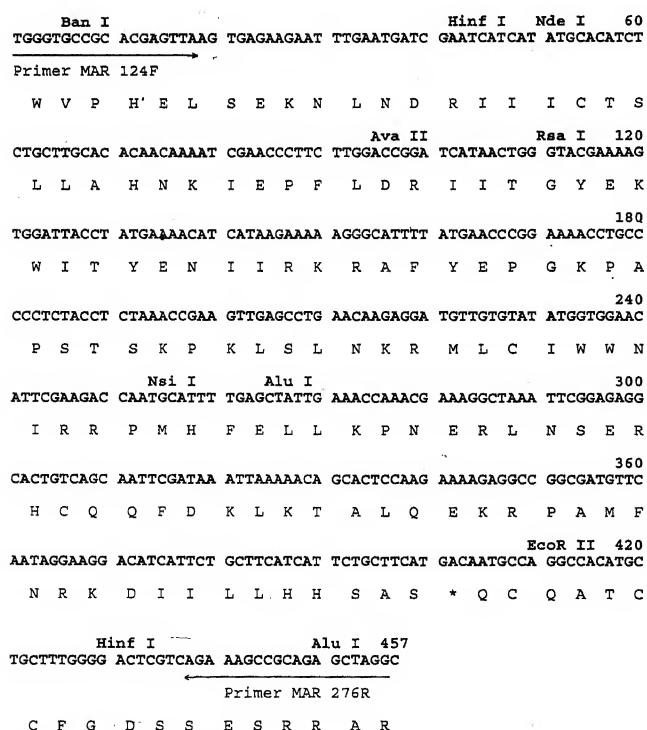 Ban I Hinf I Nde I 60
TGGGTGCCGC ACGAGTTAAG TGAGAAGAAT TTGAATGATC GAATCATCAT ATGCACATCT
Primer MAR 124F
W V P H' E L S E K N L N D R I I I C T S
Ava II Rsa I 120
CTGCTTGCAC ACAACAAAAT CGAACCCTTC TTGGACCGGA TCATAACTGG GTACGAAAAG
L L A H N K I E P F L D R I I T G Y E K
180
TGGATTACCT ATGAAAACAT CATAAGAAAA AGGGCATTTT ATGAACCCGG AAAACCTGCC
W I T Y E N I I R K R A F Y E P G K P A
240
CCCTCTACCT CTAAACCGAA GTTGAGCCTG AACAAGAGGA TGTTGTGTAT ATGGTGGAAC
P S T S K P K L S L N K R M L C I W W N
Nsi I Alu I 300
ATTCGAAGAC CAATGCATTT TGAGCTATTG AAACCAAACG AAAGGCTAAA TTCGGAGAGG
I R R P M H F E L L K P N E R L N S E R
360
CACTGTCAGC AATTCGATAA ATTAAAAACA GCACTCCAAG AAAAGAGGCC GGCGATGTTC
H C Q Q F D K L K T A L Q E K R P A M F
EcoR II 420
AATAGGAAGG ACATCATTCT GCTTCATCAT TCTGCTTCAT GACAATGCCA GGCCACATGC
N R K D I I L L H H S A S * Q C Q A T C
Hinf I Alu I 457
TGCTTTGGGG ACTCGTCAGA AAGCCGCAGA GCTAGGC
Primer MAR 276R
C F G D S S E S R R A R